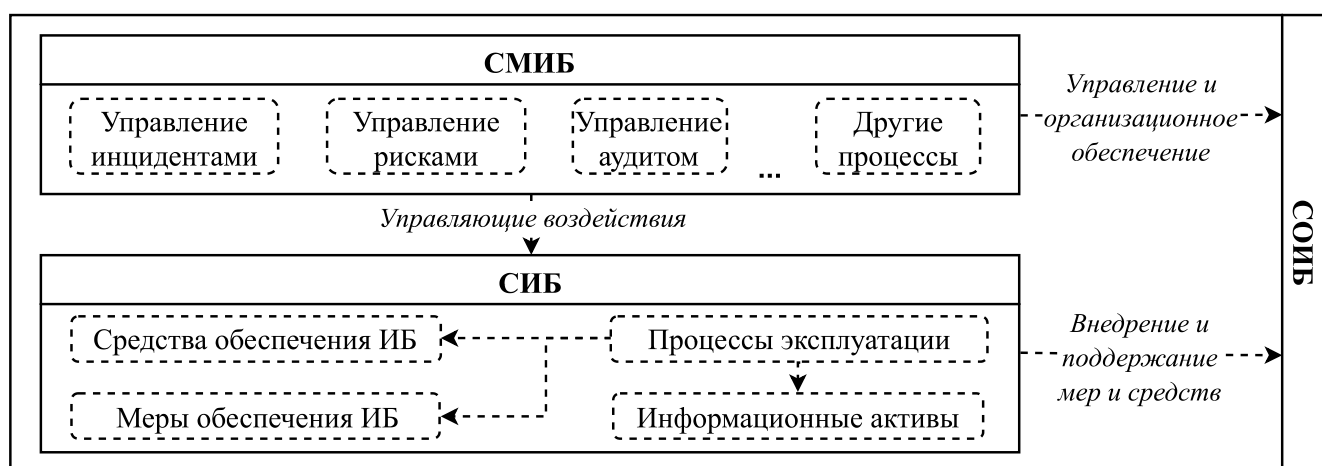 СМИБ
Управление
инцидентами
Управление
рисками
Управление
аудитом
...
Другие
процессы
Управление и
организационное
обеспечение
Управляющие воздействия
СИБ
Средства обеспечения ИБ
Процессы эксплуатации
Меры обеспечения ИБ
Информационные активы
Внедрение и
поддержание
мер и средств
СОИБ